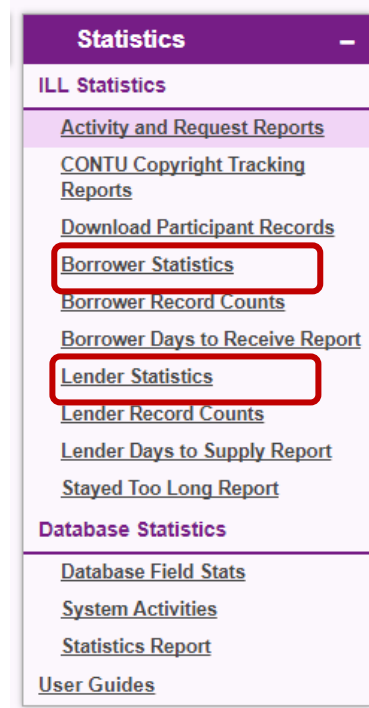 Statistics –
ILL Statistics
Activity and Request Reports
CONTU Copyright Tracking
Reports
Download Participant Records
Borrower Statistics
Borrower Record Counts
Borrower Days to Receive Report
Lender Statistics
Lender Record Counts
Lender Days to Supply Report
Stayed Too Long Report
Database Statistics
Database Field Stats
System Activities
Statistics Report
User Guides